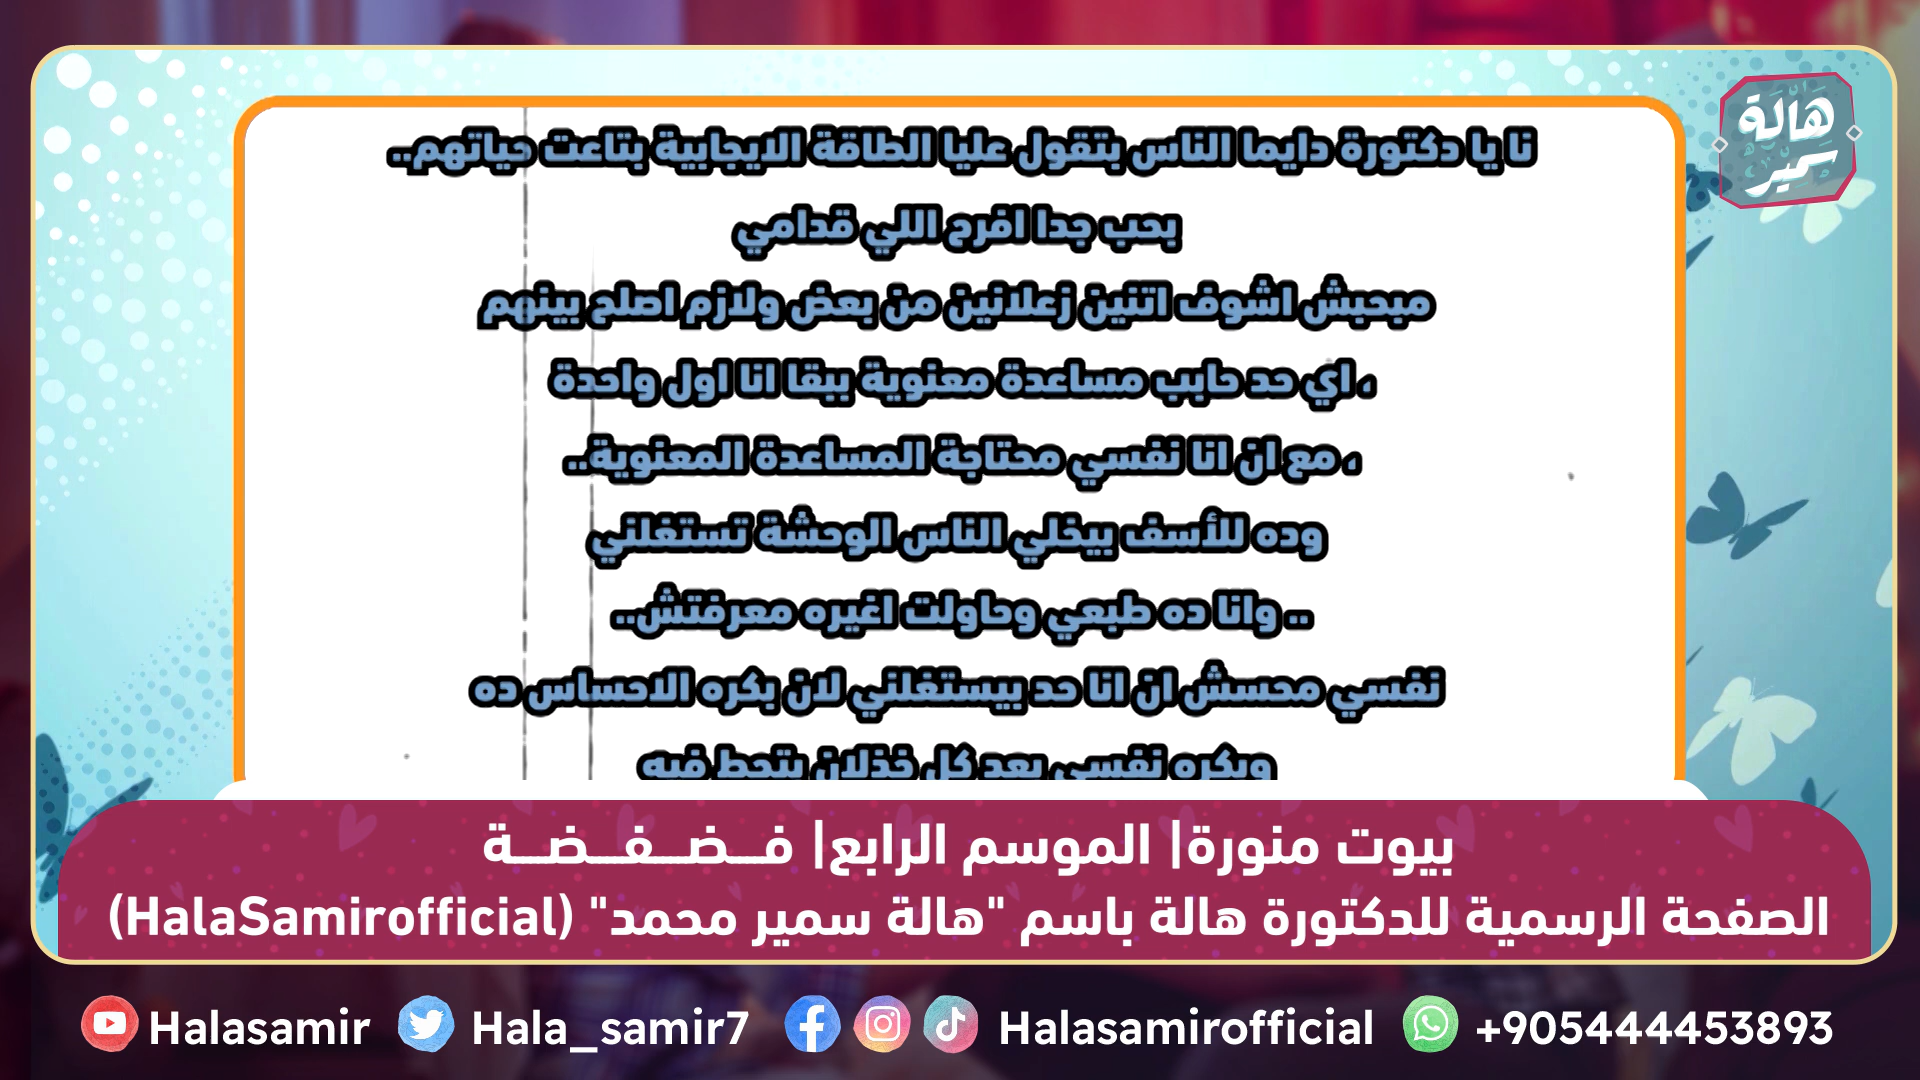 هالة
سمير
نا يا دكتورة دايما الناس بتقول عليا الطاقة الايجابية بتاعت حياتهم..
بحب جدا افرح اللي قدامي
مبحبش اشوف اتنين زعلانين من بعض ولازم اصلح بينهم
، اي حد حابب مساعدة معنوية ببقا انا اول واحدة
، مع ان انا نفسي محتاجة المساعدة المعنوية..
وده للأسف بيخلي الناس الوحشة تستغلني
.. وانا ده طبعي وحاولت اغيره معرفتش..
نفسي محسش ان انا حد بيستغلني لان بكره الاحساس ده
وبكره نفسي بعد كل خذلان بتحط فيه
بيوت منورة| الموسم الرابع| فـــضـــفـــضـــة
الصفحة الرسمية للدكتورة هالة باسم "هالة سمير محمد" (HalaSamirofficial)
Halasamir Hala_samir7 Halasamirofficial +905444453893